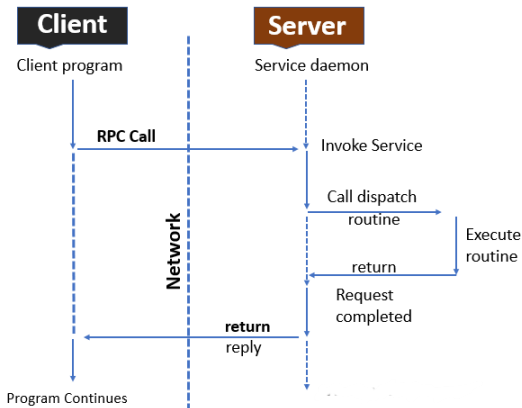 Client
Server
Client program
Service daemon
RPC Call
Invoke Service
Call dispatch
routine
Network
Execute
routine
return
Request
completed
return
reply
Program Continues